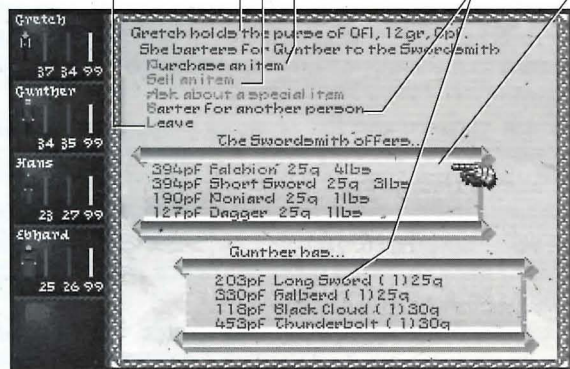 Gretch
37 34 99
Gunther
34 35 99
Hans
23 27 99
Ebhard
25 26 99
Gretch holds the purse of 0fl, 12gr, 0pf.
She barters for Gunther to the Swordsmith
Purchase an item
Sell an item
Ask about a special item
Barter for another person
Leave
The Swordsmith offers...
394pf Falchion 25q 4lbs
394pf Short Sword 25q 3lbs
190pf Poniard 25q 1lbs
127pf Dagger 25q 1lbs
Gunther has...
203pf Long Sword ( 1)25q
330pf Halberd ( 1)25q
118pf Black Cloud ( 1)30q
453pf Thunderbolt ( 1)30q